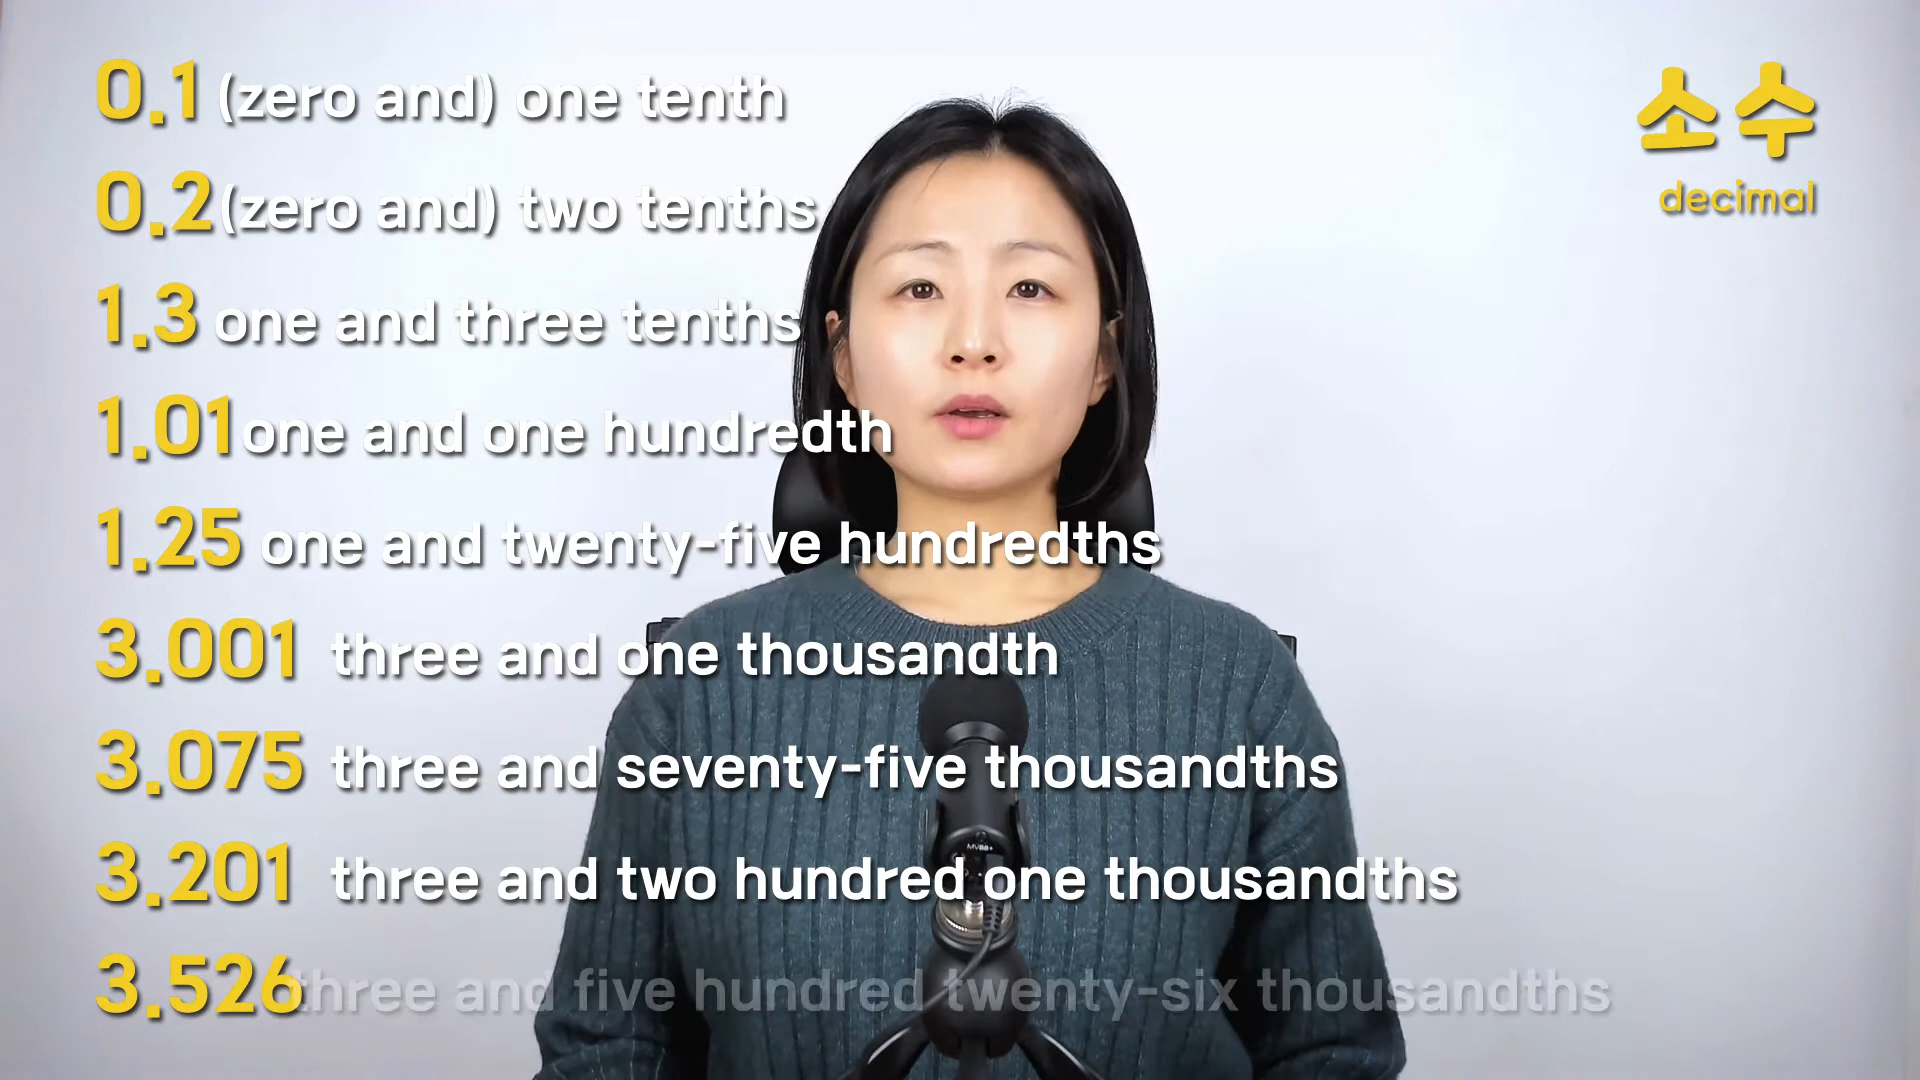 0.1 (zero and) one tenth
0.2 (zero and) two tenths
1.3 one and three tenths
1.01 one and one hundredth
1.25 one and twenty-five hundredths
3.001 three and one thousandth
3.075 three and seventy-five thousandths
3.201 three and two hundred one thousandths
3.526 three and five hundred twenty-six thousandths
소수
decimal
MV88+